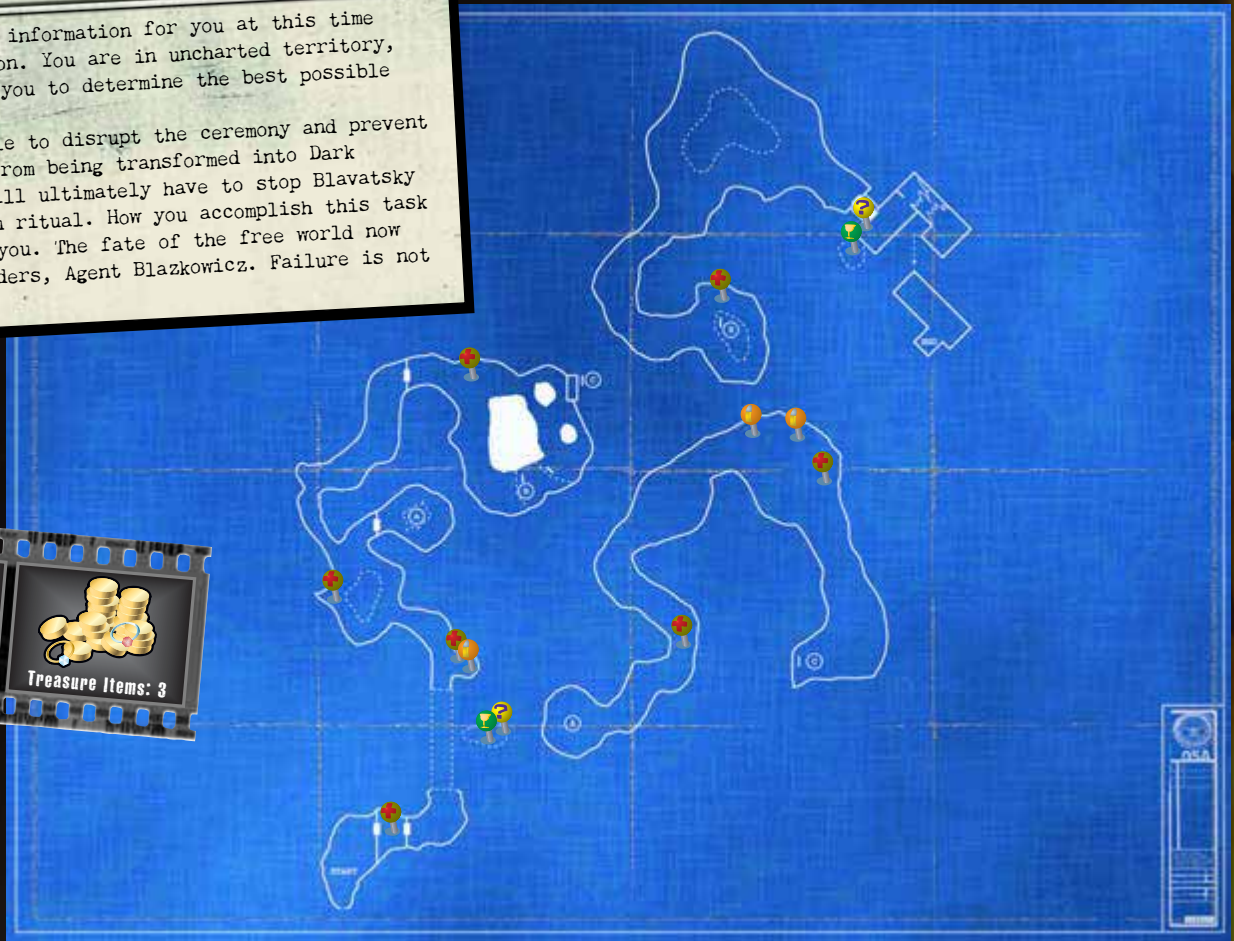 information for you at this time
on. You are in uncharted territory,
you to determine the best possible
le to disrupt the ceremony and prevent
rom being transformed into Dark
ill ultimately have to stop Blavatsky
n ritual. How you accomplish this task
you. The fate of the free world now
ders, Agent Blazkowicz. Failure is not
?
C
?
Treasure Items: 3
C
START
OSA